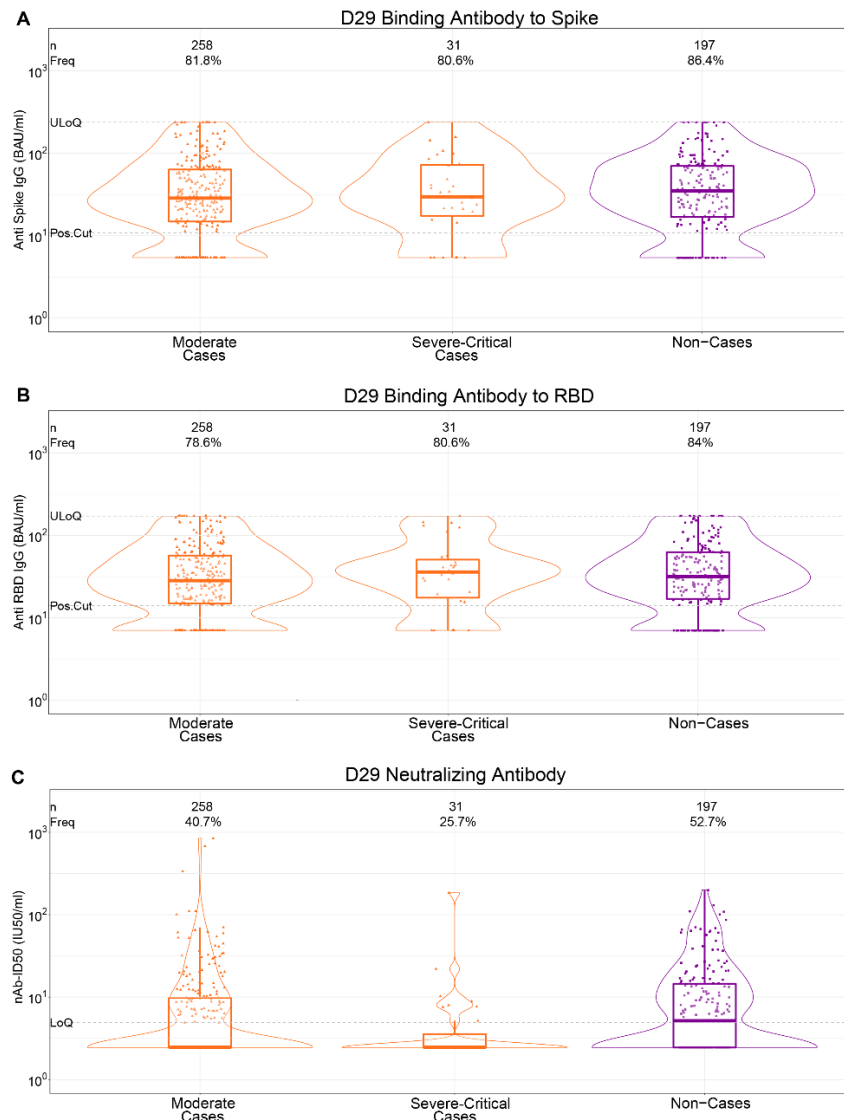 A
D29 Binding Antibody to Spike
n 258 31 197
Freq 81.8% 80.6% 86.4%
Anti Spike IgG (BAU/ml)
10³
ULoQ
10²
Pos.Cut
10¹
10⁰
Moderate Cases
Severe-Critical Cases
Non-Cases
B
D29 Binding Antibody to RBD
n 258 31 197
Freq 78.6% 80.6% 84%
Anti RBD IgG (BAU/ml)
10³
ULoQ
10²
Pos.Cut
10¹
10⁰
Moderate Cases
Severe-Critical Cases
Non-Cases
C
D29 Neutralizing Antibody
n 258 31 197
Freq 40.7% 25.7% 52.7%
nAb-ID50 (IU50/ml)
10³
10²
10¹
LoQ
10⁰
Moderate Cases
Severe-Critical Cases
Non-Cases